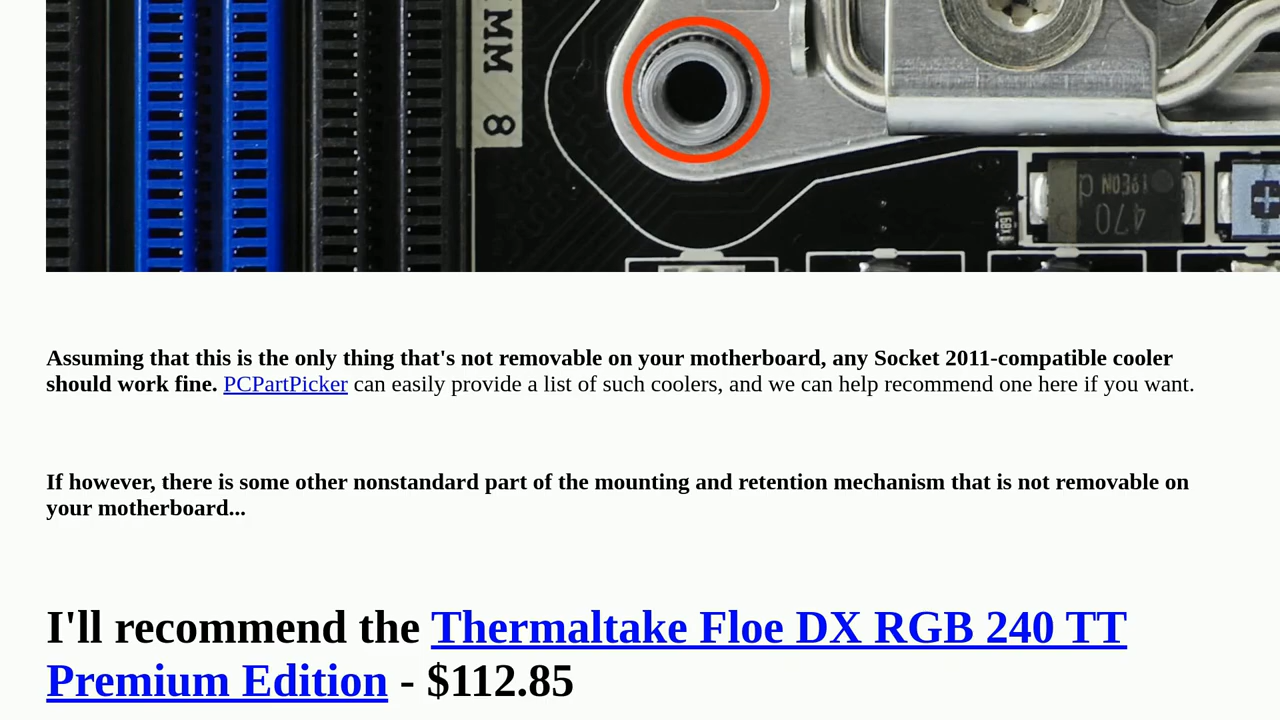 MM 8
470
Assuming that this is the only thing that's not removable on your motherboard, any Socket 2011-compatible cooler
should work fine. PCPartPicker can easily provide a list of such coolers, and we can help recommend one here if you want.
If however, there is some other nonstandard part of the mounting and retention mechanism that is not removable on
your motherboard...
I'll recommend the Thermaltake Floe DX RGB 240 TT
Premium Edition - $112.85